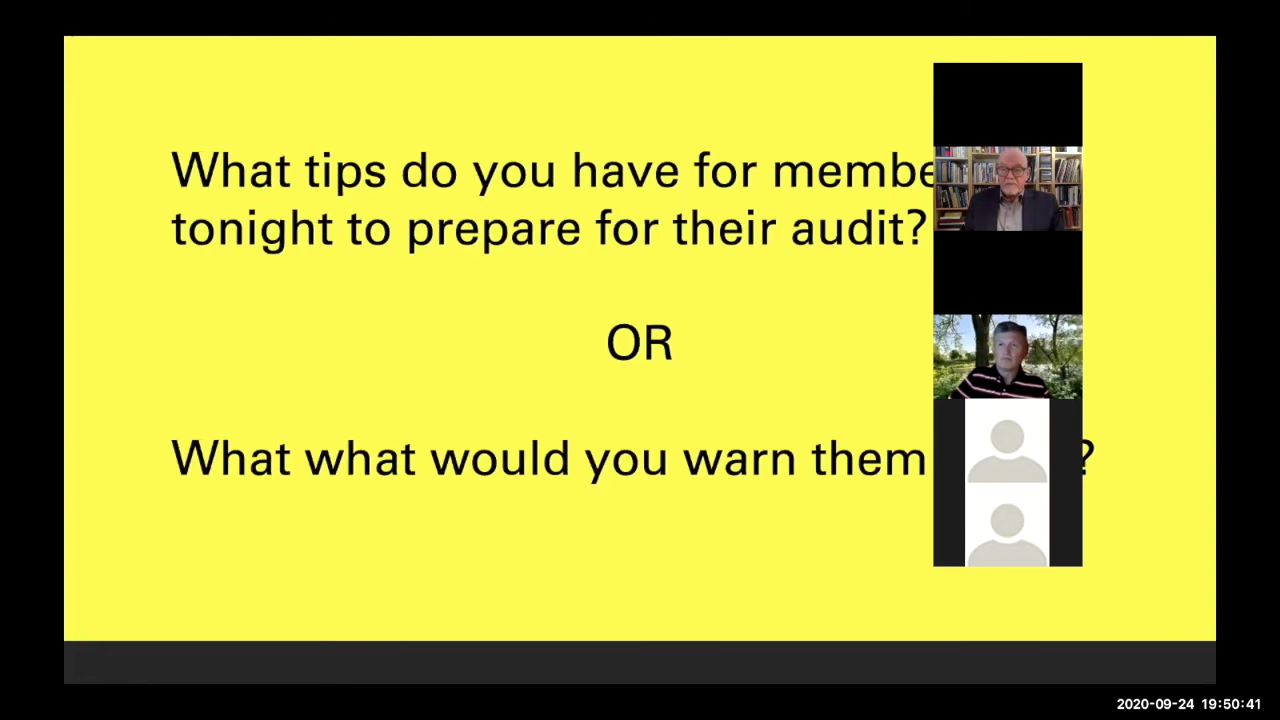 What tips do you have for membe
tonight to prepare for their audit?
OR
What what would you warn them ?
2020-09-24 19:50:41